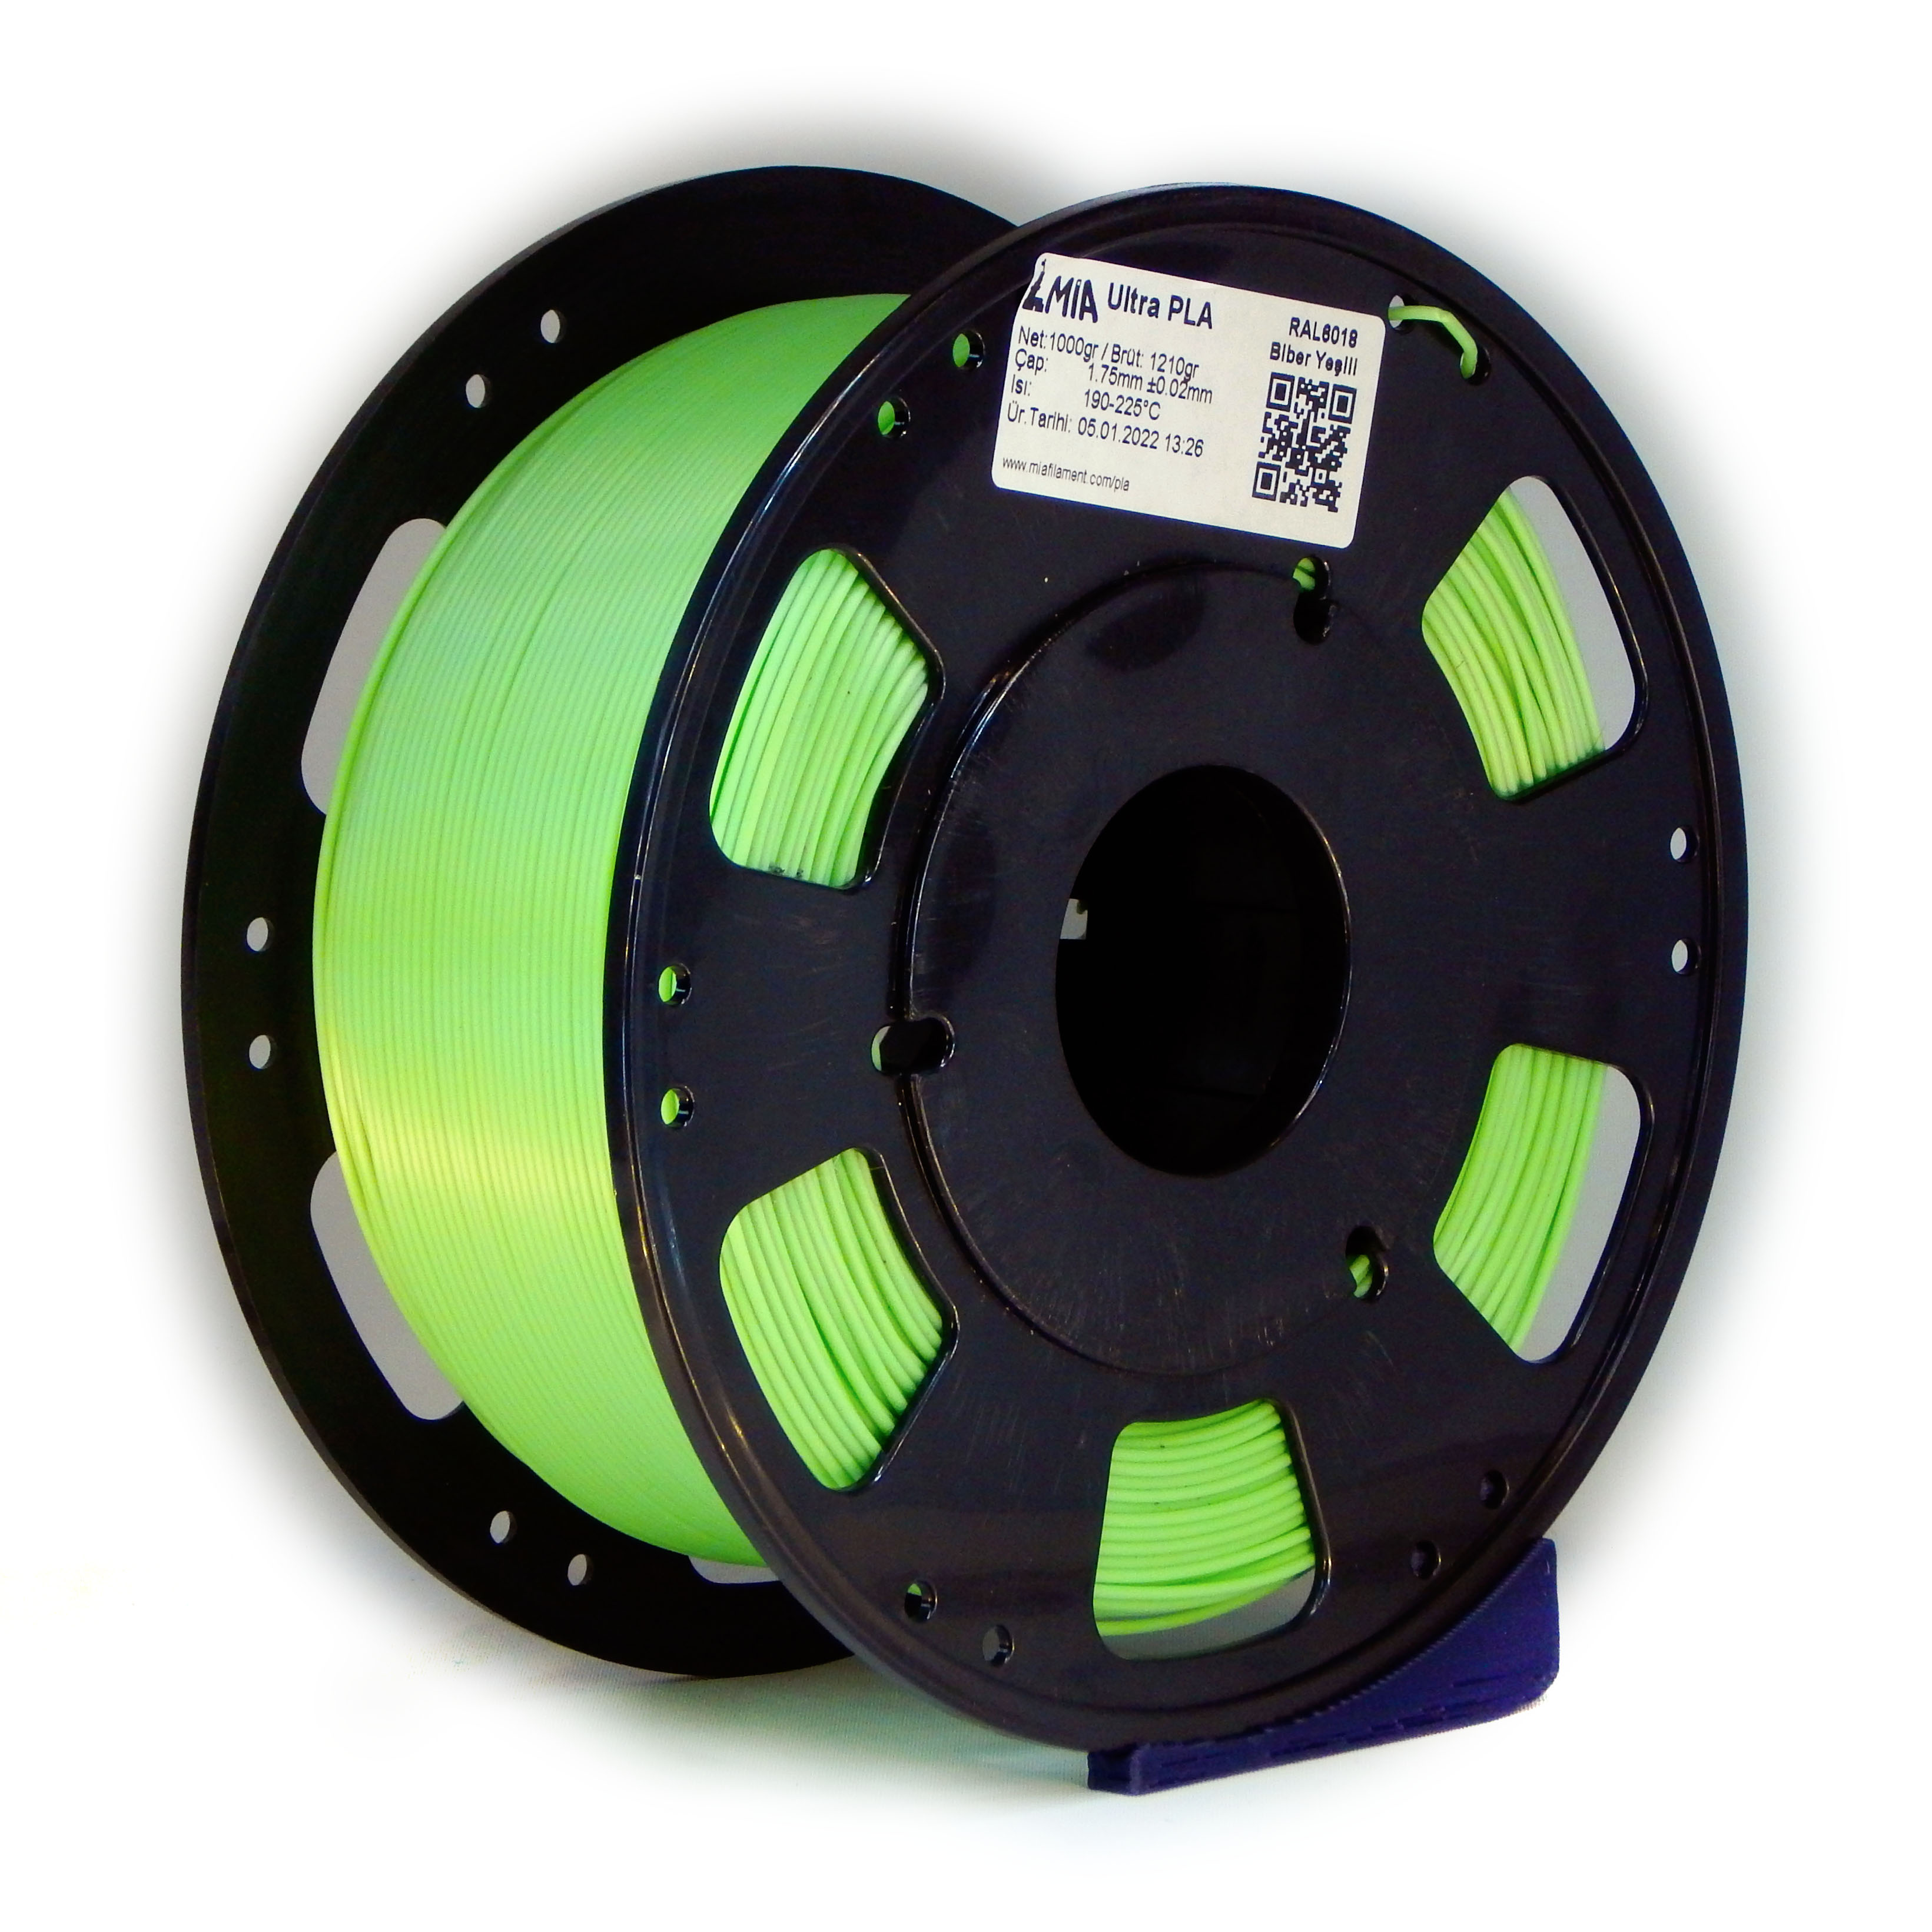 MİA Ultra PLA
RAL6018
Biber Yeşili
Net:1000gr / Brüt: 1210gr
Çap: 1.75mm ±0.02mm
Isı: 190-225°C
Ür.Tarihi: 05.01.2022 13:26
www.miafilament.com/pla